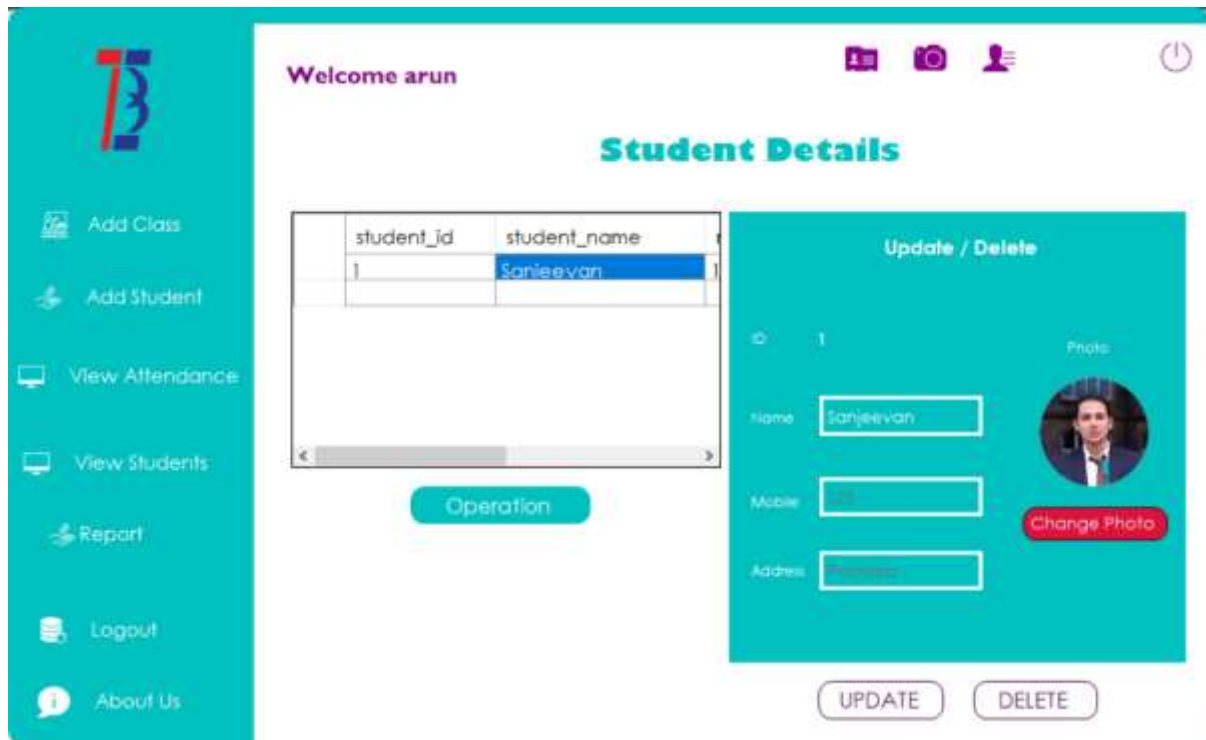 Welcome arun
Student Details
Add Class
Add Student
View Attendance
View Students
Report
Logout
About Us
student_id student_name
1 Sanjeevan 1
Operation
Update / Delete
ID 1
Photo
Name Sanjeevan
Mobile
Address
Change Photo
UPDATE DELETE